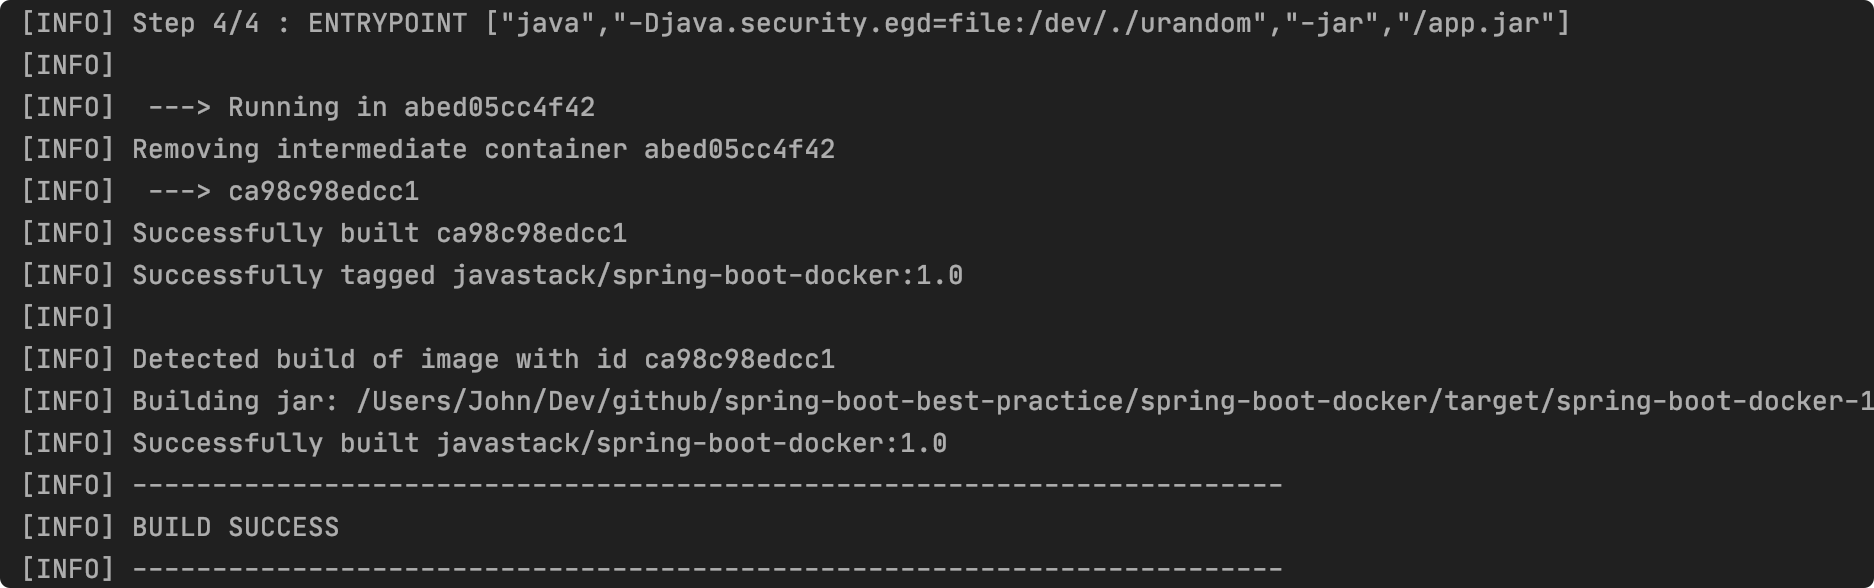 [INFO] Step 4/4 : ENTRYPOINT ["java","-Djava.security.egd=file:/dev/./urandom","-jar","/app.jar"]
[INFO]
[INFO]  ---> Running in abed05cc4f42
[INFO] Removing intermediate container abed05cc4f42
[INFO]  ---> ca98c98edcc1
[INFO] Successfully built ca98c98edcc1
[INFO] Successfully tagged javastack/spring-boot-docker:1.0
[INFO]
[INFO] Detected build of image with id ca98c98edcc1
[INFO] Building jar: /Users/John/Dev/github/spring-boot-best-practice/spring-boot-docker/target/spring-boot-docker-1
[INFO] Successfully built javastack/spring-boot-docker:1.0
[INFO] ------------------------------------------------------------------------
[INFO] BUILD SUCCESS
[INFO] ------------------------------------------------------------------------